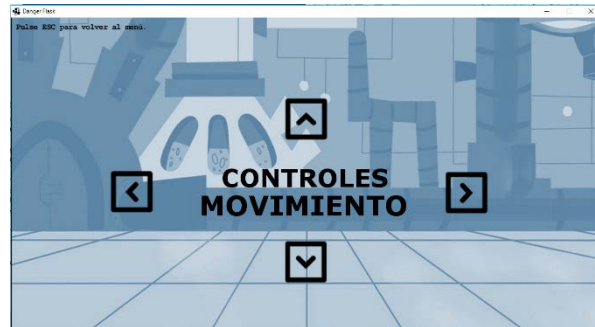 Danger Flask
Pulse ESC para volver al menú.
CONTROLES
MOVIMIENTO